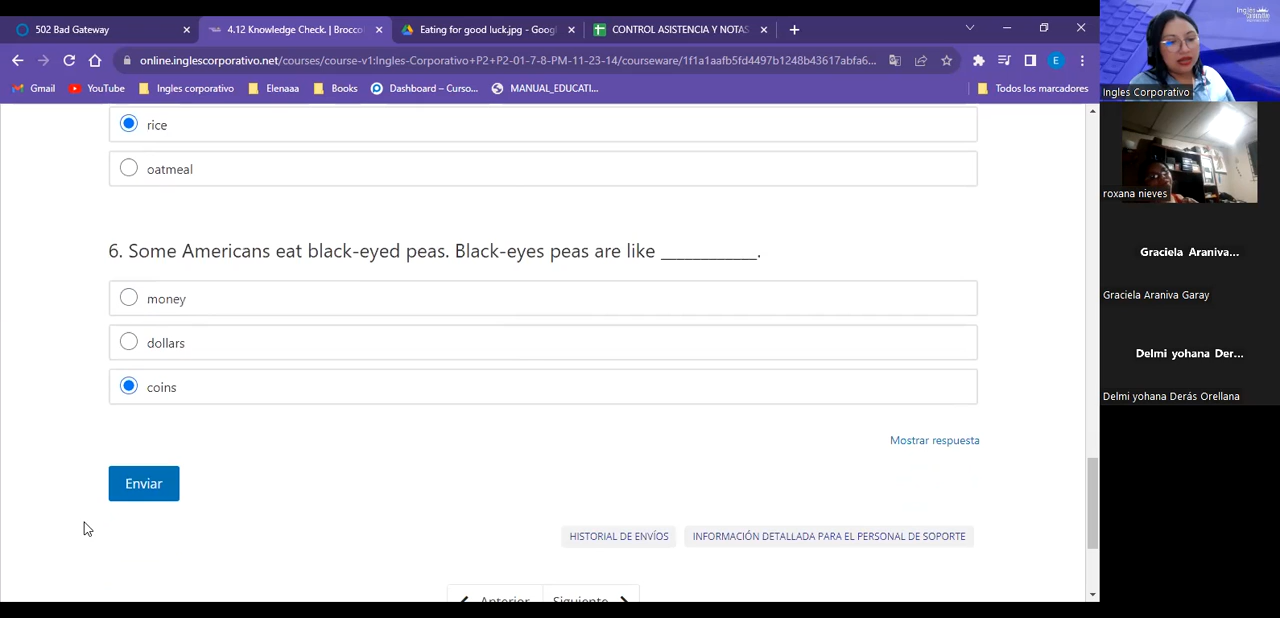 502 Bad Gateway
4.12 Knowledge Check. | Brocco
Eating for good luck.jpg - Googl
CONTROL ASISTENCIA Y NOTAS
online.inglescorporativo.net/courses/course-v1:Ingles-Corporativo+P2+P2-01-7-8-PM-11-23-14/courseware/1f1a1aafb5fd4497b1248b43617abfa6...
E
Gmail
YouTube
Ingles corporativo
Elenaaa
Books
Dashboard – Curso...
MANUAL_EDUCATI...
Todos los marcadores
rice
oatmeal
6. Some Americans eat black-eyed peas. Black-eyes peas are like ____________.
money
dollars
coins
Mostrar respuesta
Enviar
HISTORIAL DE ENVÍOS
INFORMACIÓN DETALLADA PARA EL PERSONAL DE SOPORTE
Anterior
Siguiente
Ingles Corporativo
roxana nieves
Graciela Araniva...
Graciela Araniva Garay
Delmi yohana Der...
Delmi yohana Derás Orellana